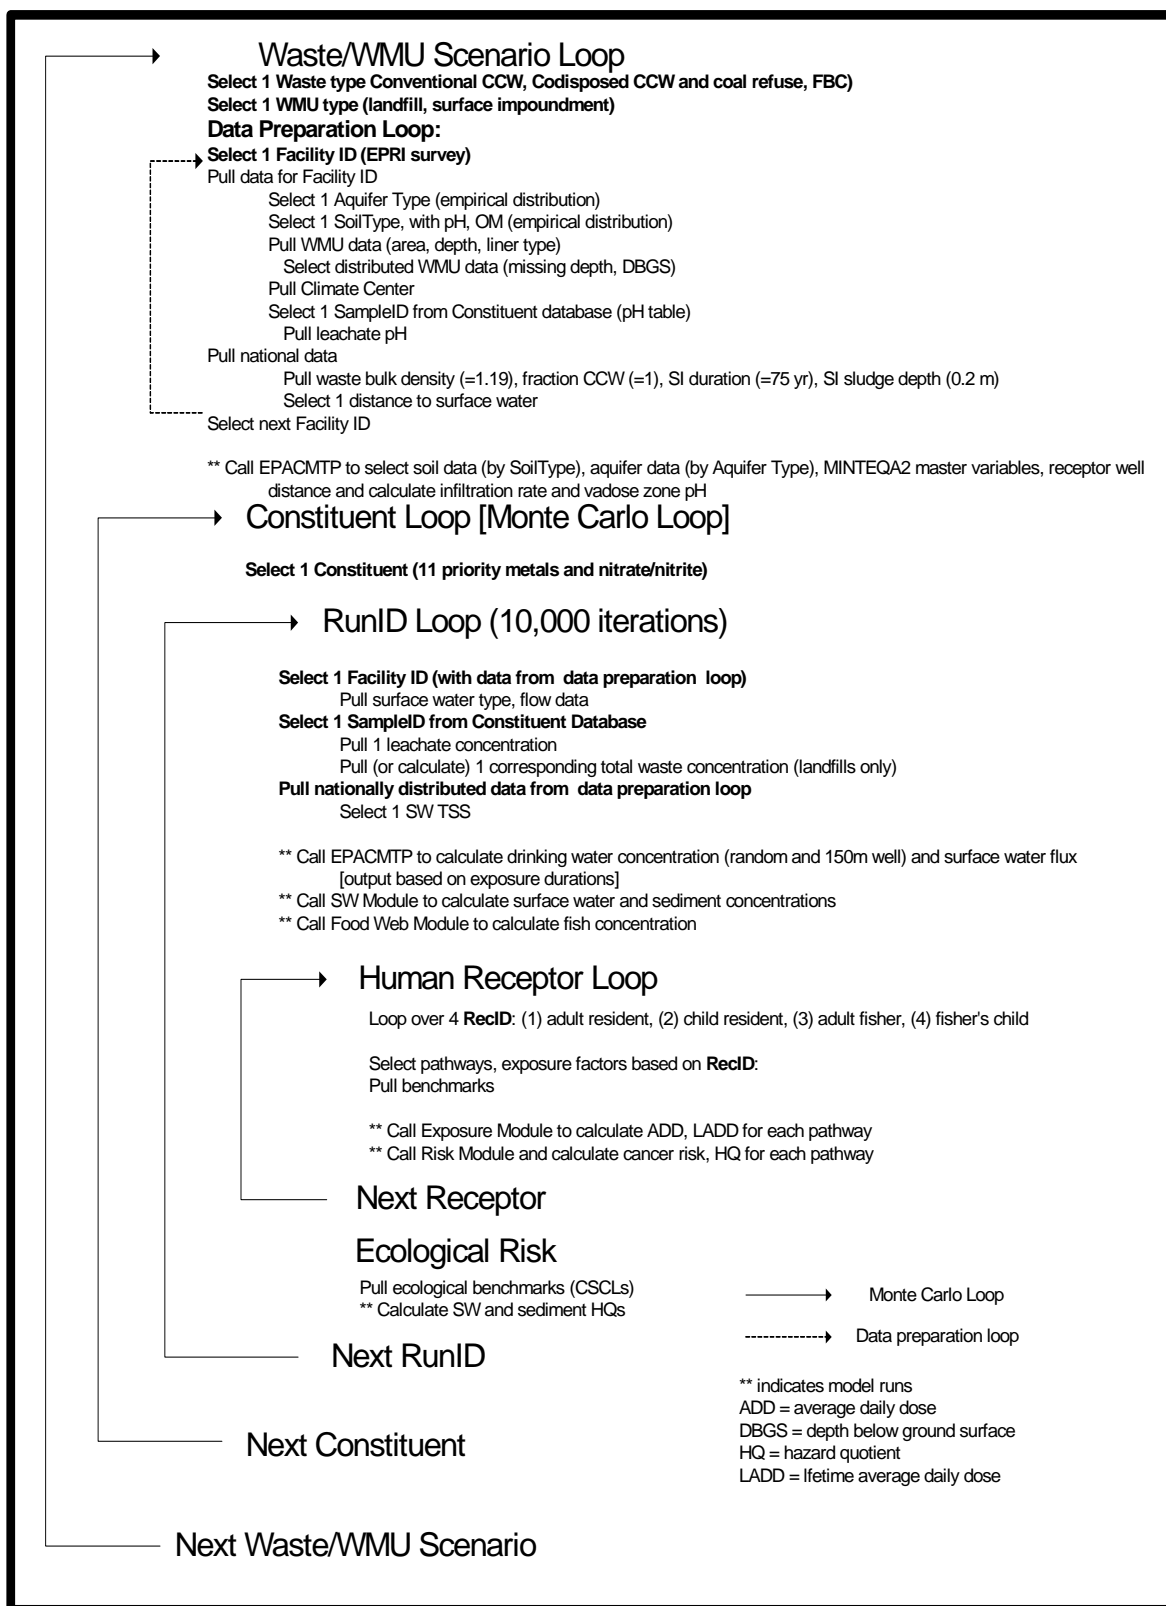 Waste/WMU Scenario Loop
Select 1 Waste type Conventional CCW, Codisposed CCW and coal refuse, FBC)
Select 1 WMU type (landfill, surface impoundment)
Data Preparation Loop:
Select 1 Facility ID (EPRI survey)
Pull data for Facility ID
Select 1 Aquifer Type (empirical distribution)
Select 1 SoilType, with pH, OM (empirical distribution)
Pull WMU data (area, depth, liner type)
Select distributed WMU data (missing depth, DBGS)
Pull Climate Center
Select 1 SampleID from Constituent database (pH table)
Pull leachate pH
Pull national data
Pull waste bulk density (=1.19), fraction CCW (=1), SI duration (=75 yr), SI sludge depth (0.2 m)
Select 1 distance to surface water
Select next Facility ID
** Call EPACMTP to select soil data (by SoilType), aquifer data (by Aquifer Type), MINTEQA2 master variables, receptor well
distance and calculate infiltration rate and vadose zone pH
Constituent Loop [Monte Carlo Loop]
Select 1 Constituent (11 priority metals and nitrate/nitrite)
RunID Loop (10,000 iterations)
Select 1 Facility ID (with data from data preparation loop)
Pull surface water type, flow data
Select 1 SampleID from Constituent Database
Pull 1 leachate concentration
Pull (or calculate) 1 corresponding total waste concentration (landfills only)
Pull nationally distributed data from data preparation loop
Select 1 SW TSS
** Call EPACMTP to calculate drinking water concentration (random and 150m well) and surface water flux
[output based on exposure durations]
** Call SW Module to calculate surface water and sediment concentrations
** Call Food Web Module to calculate fish concentration
Human Receptor Loop
Loop over 4 RecID: (1) adult resident, (2) child resident, (3) adult fisher, (4) fisher's child
Select pathways, exposure factors based on RecID:
Pull benchmarks
** Call Exposure Module to calculate ADD, LADD for each pathway
** Call Risk Module and calculate cancer risk, HQ for each pathway
Next Receptor
Ecological Risk
Pull ecological benchmarks (CSCLs)
** Calculate SW and sediment HQs
Monte Carlo Loop
Data preparation loop
Next RunID
** indicates model runs
ADD = average daily dose
DBGS = depth below ground surface
HQ = hazard quotient
LADD = lfetime average daily dose
Next Constituent
Next Waste/WMU Scenario